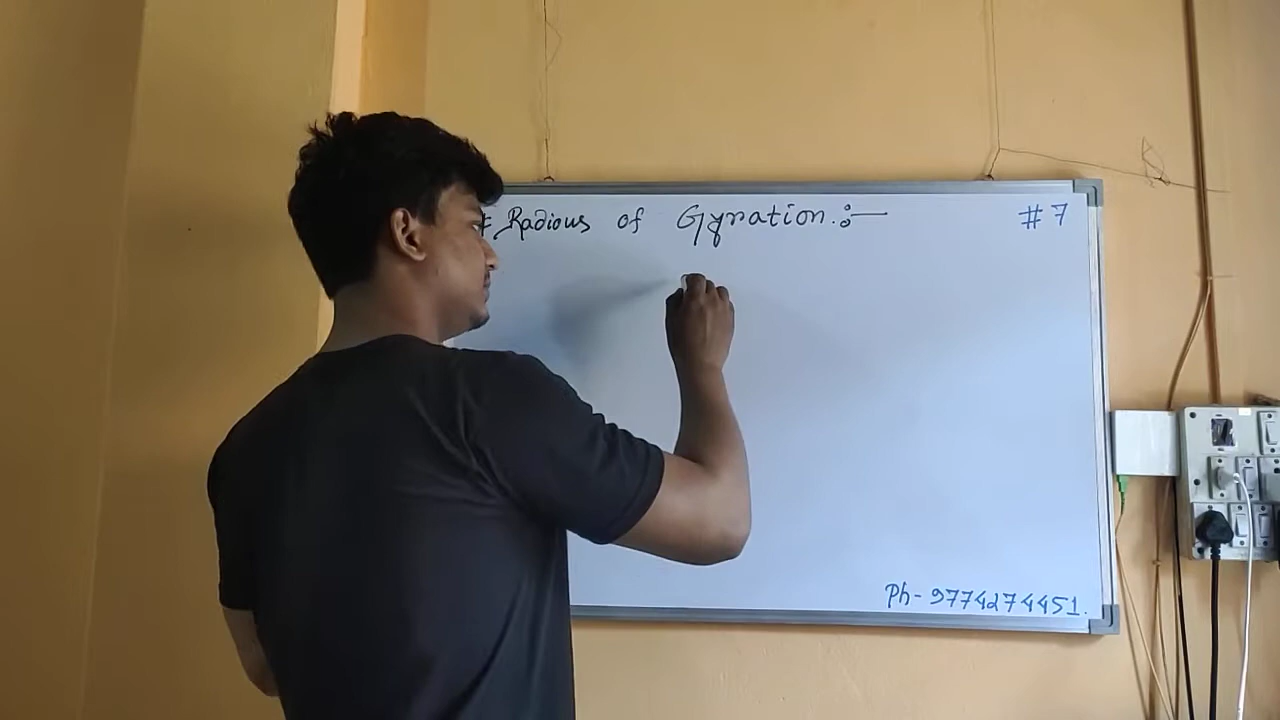 # Radious of Gyration :—
# 7
Ph- 9774274451.